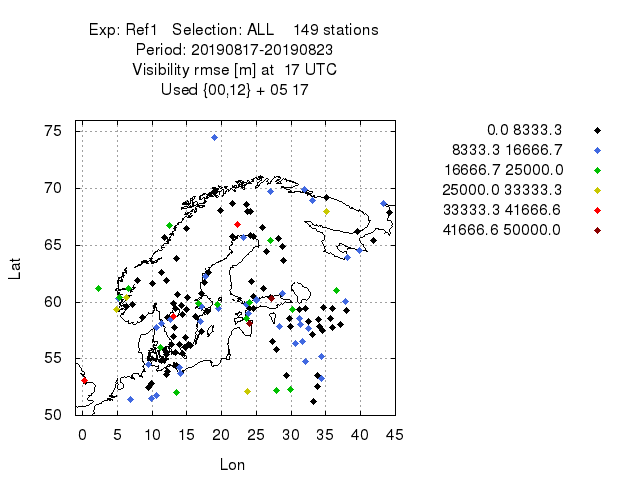 Exp: Ref1 Selection: ALL 149 stations
Period: 20190817-20190823
Visibility rmse [m] at 17 UTC
Used {00,12} + 05 17
75
70
65
60
55
50
Lat
0 5 10 15 20 25 30 35 40 45
Lon
0.0 8333.3
8333.3 16666.7
16666.7 25000.0
25000.0 33333.3
33333.3 41666.6
41666.6 50000.0